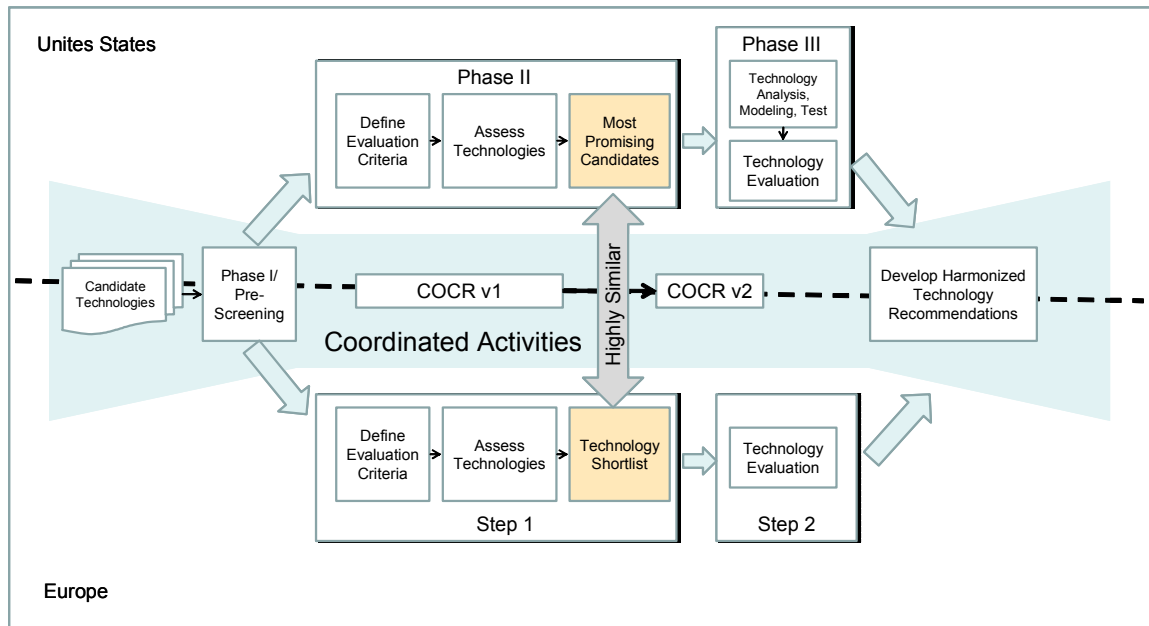 Unites States
Phase II
Define
Evaluation
Criteria
Assess
Technologies
Most
Promising
Candidates
Phase III
Technology
Analysis,
Modeling, Test
Technology
Evaluation
Candidate
Technologies
Phase I/
Pre-
Screening
COCR v1
COCR v2
Highly Similar
Coordinated Activities
Develop Harmonized
Technology
Recommendations
Define
Evaluation
Criteria
Assess
Technologies
Technology
Shortlist
Step 1
Technology
Evaluation
Step 2
Europe